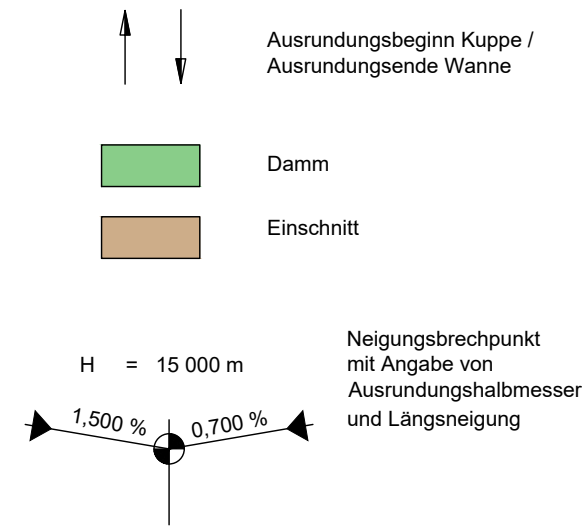 Ausrundungsbeginn Kuppe /
Ausrundungsende Wanne
Damm
Einschnitt
H = 15 000 m
Neigungsbrechpunkt
mit Angabe von
Ausrundungshalbmesser
und Längsneigung
1,500 %
0,700 %